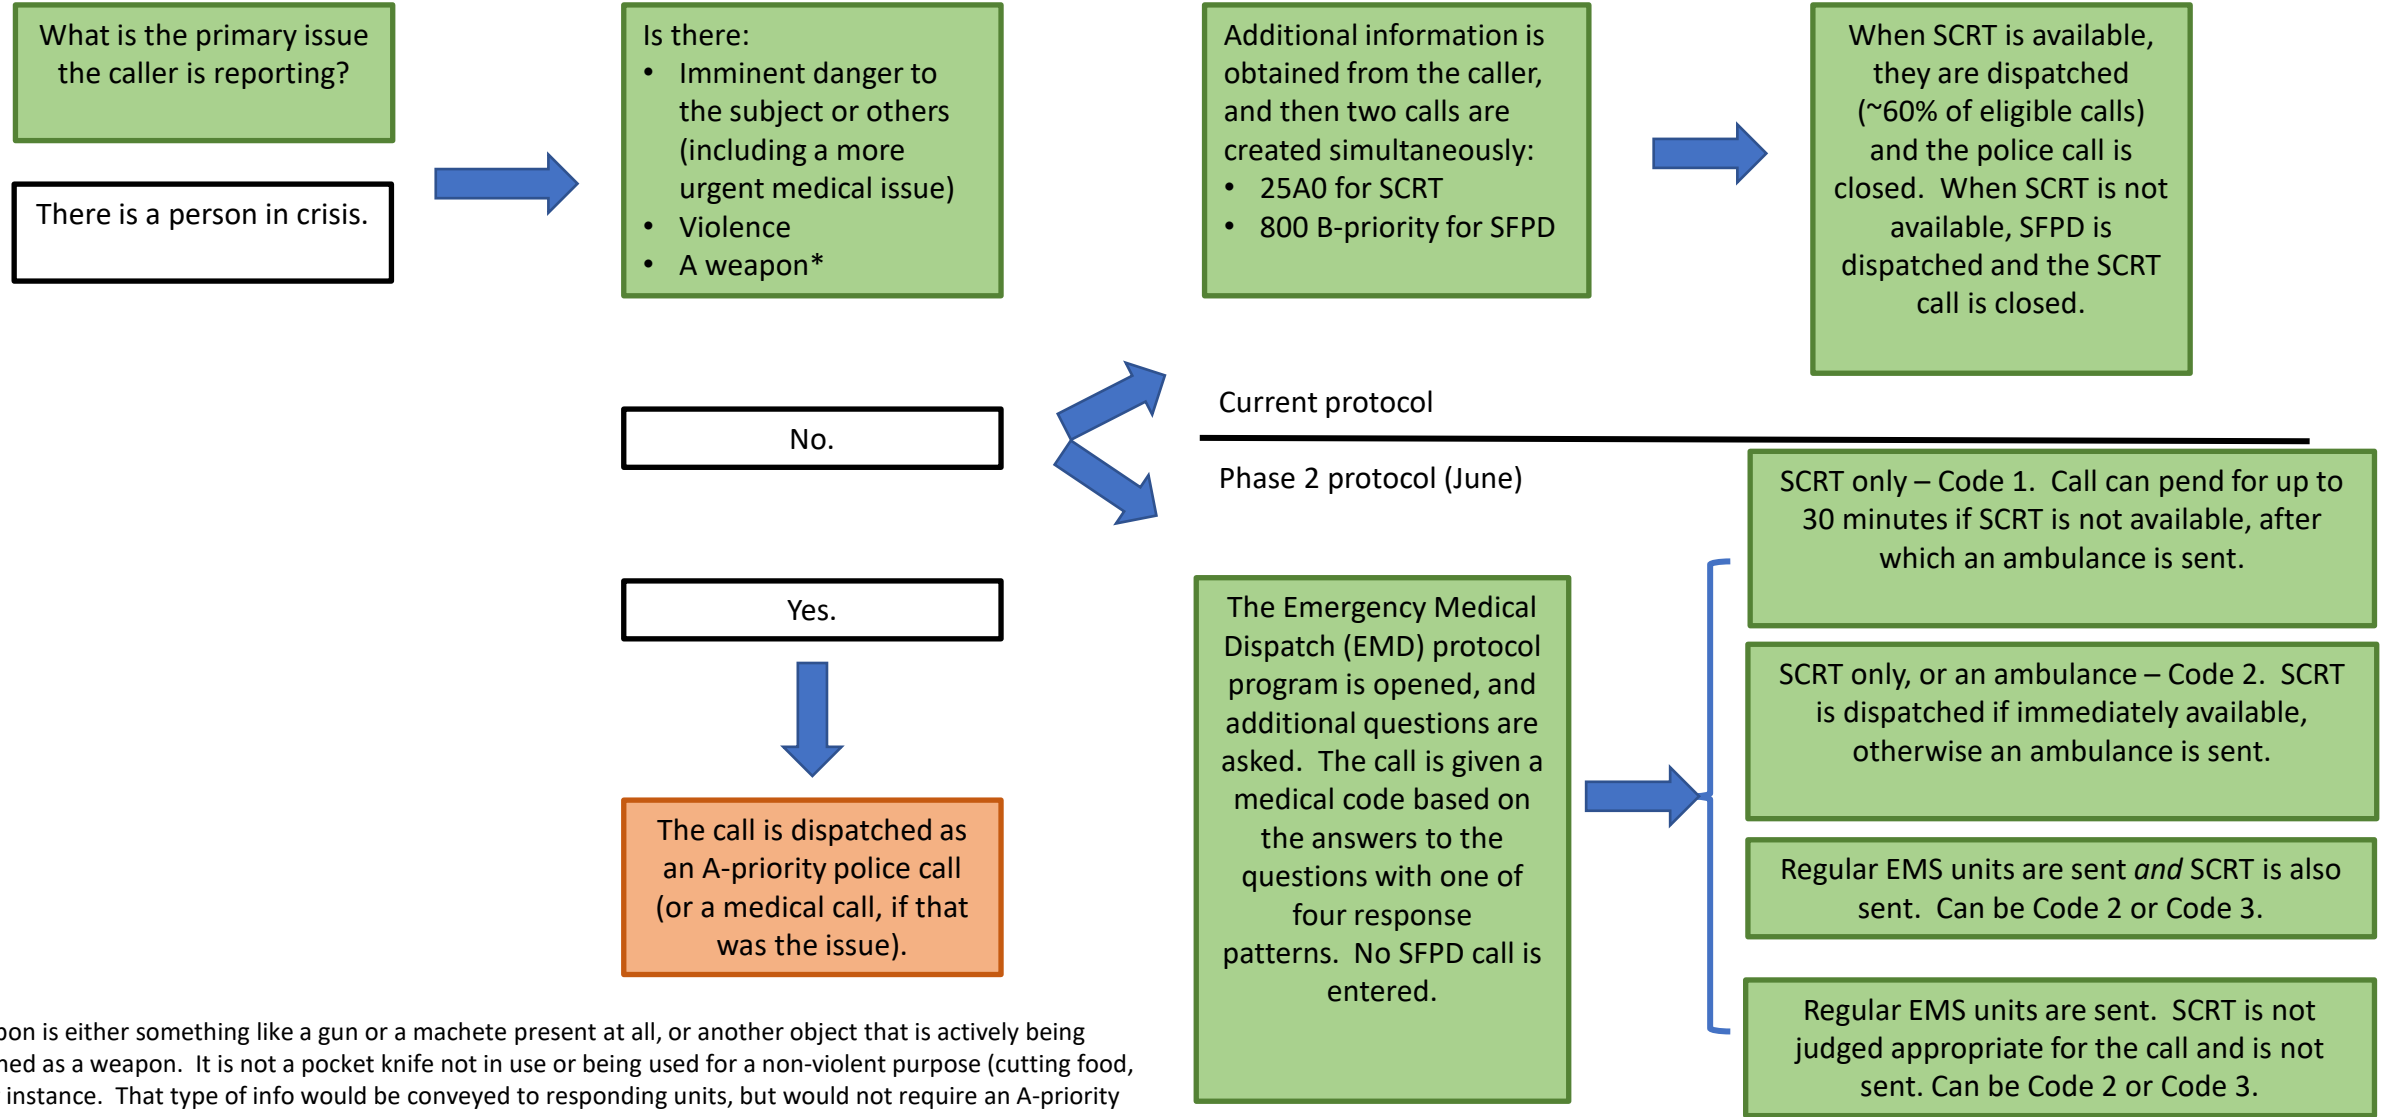 What is the primary issue
the caller is reporting?
There is a person in crisis.
Is there:
• Imminent danger to
the subject or others
(including a more
urgent medical issue)
• Violence
• A weapon*
No.
Yes.
The call is dispatched as
an A-priority police call
(or a medical call, if that
was the issue).
Additional information is
obtained from the caller,
and then two calls are
created simultaneously:
• 25A0 for SCRT
• 800 B-priority for SFPD
When SCRT is available,
they are dispatched
(~60% of eligible calls)
and the police call is
closed. When SCRT is not
available, SFPD is
dispatched and the SCRT
call is closed.
Current protocol
Phase 2 protocol (June)
The Emergency Medical
Dispatch (EMD) protocol
program is opened, and
additional questions are
asked. The call is given a
medical code based on
the answers to the
questions with one of
four response
patterns. No SFPD call is
entered.
SCRT only – Code 1. Call can pend for up to
30 minutes if SCRT is not available, after
which an ambulance is sent.
SCRT only, or an ambulance – Code 2. SCRT
is dispatched if immediately available,
otherwise an ambulance is sent.
Regular EMS units are sent and SCRT is also
sent. Can be Code 2 or Code 3.
Regular EMS units are sent. SCRT is not
judged appropriate for the call and is not
sent. Can be Code 2 or Code 3.
is either something like a gun or a machete present at all, or another object that is actively being
as a weapon. It is not a pocket knife not in use or being used for a non-violent purpose (cutting food,
instance. That type of info would be conveyed to responding units, but would not require an A-priority